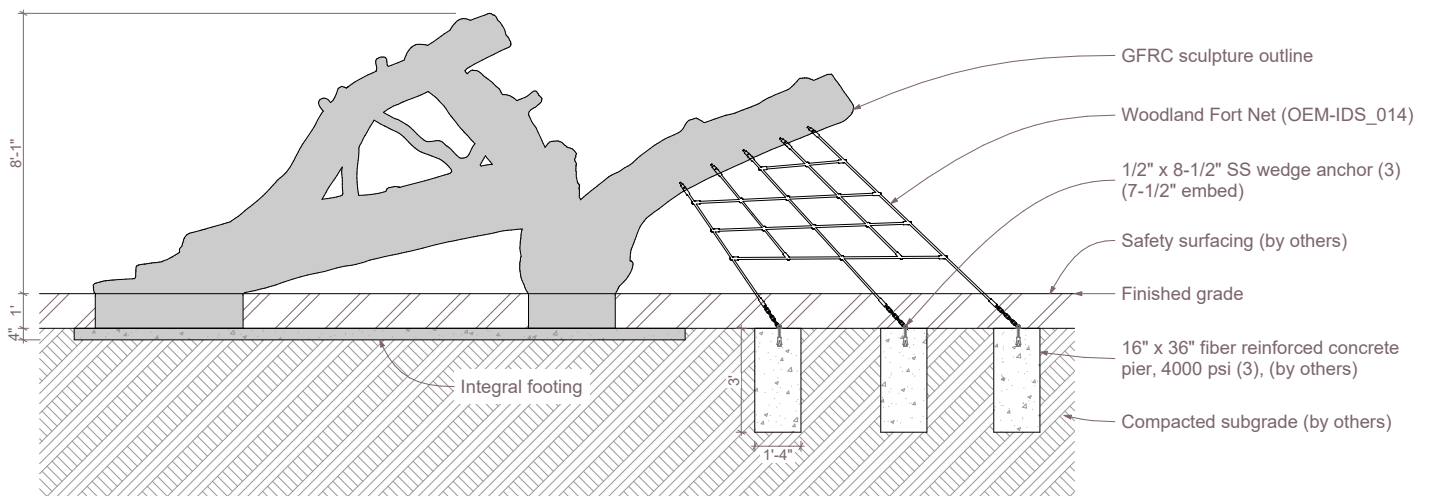 GFRC sculpture outline
Woodland Fort Net (OEM-IDS_014)
1/2" x 8-1/2" SS wedge anchor (3)
(7-1/2" embed)
Safety surfacing (by others)
Finished grade
16" x 36" fiber reinforced concrete
pier, 4000 psi (3), (by others)
Compacted subgrade (by others)
Integral footing
8'-1"
1'
4"
3'
1'-4"